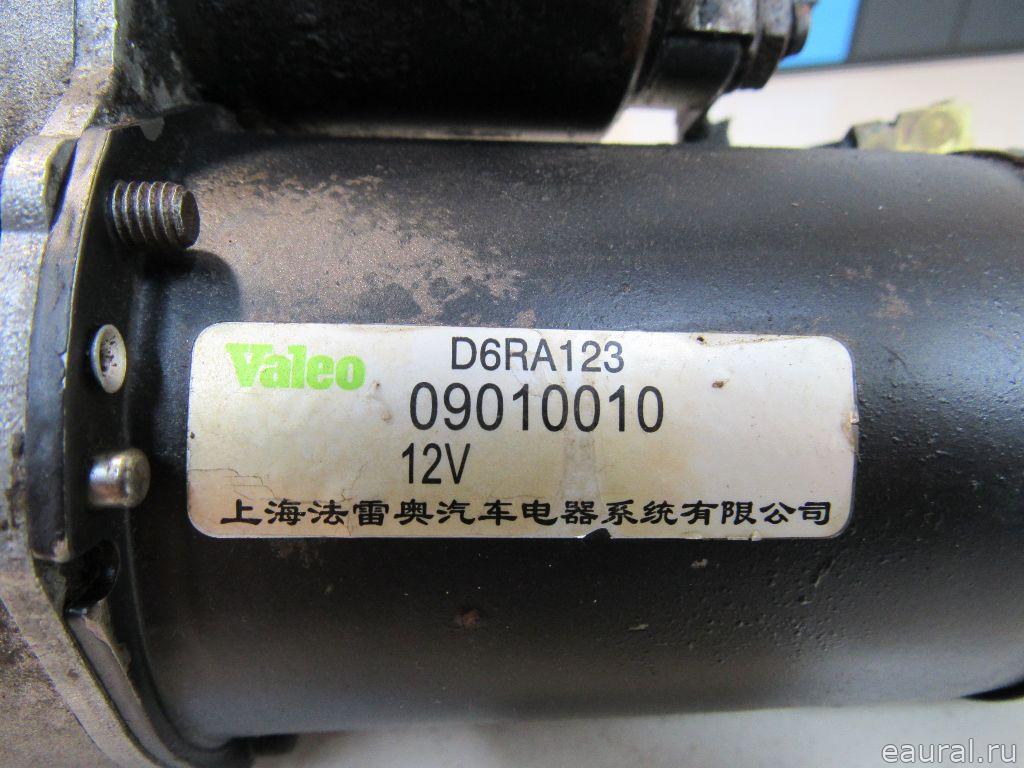 Valeo D6RA123
09010010
12V
上海法雷奥汽车电器系统有限公司
eaural.ru